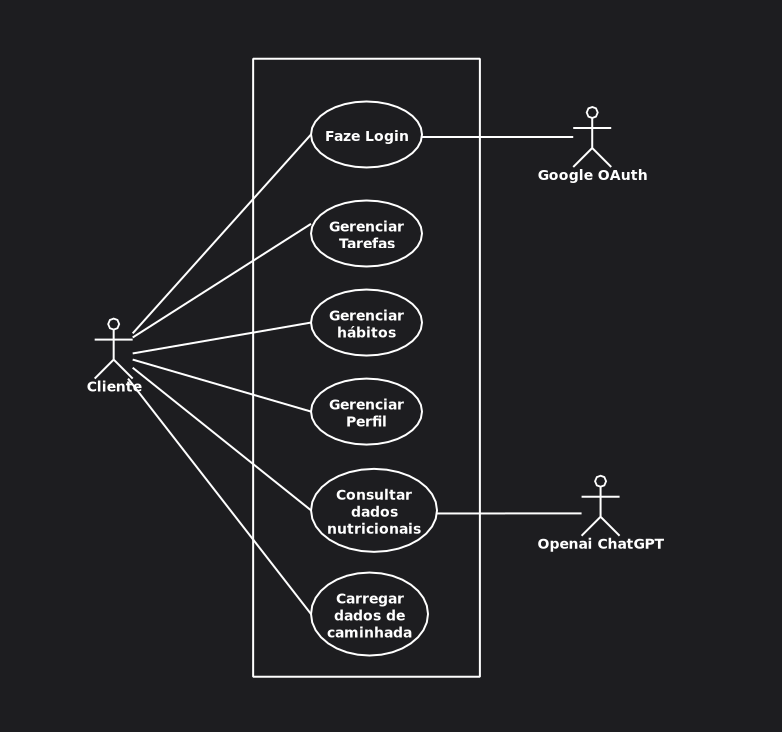 Faze Login
Google OAuth
Gerenciar
Tarefas
Gerenciar
hábitos
Cliente
Gerenciar
Perfil
Consultar
dados
nutricionais
Openai ChatGPT
Carregar
dados de
caminhada